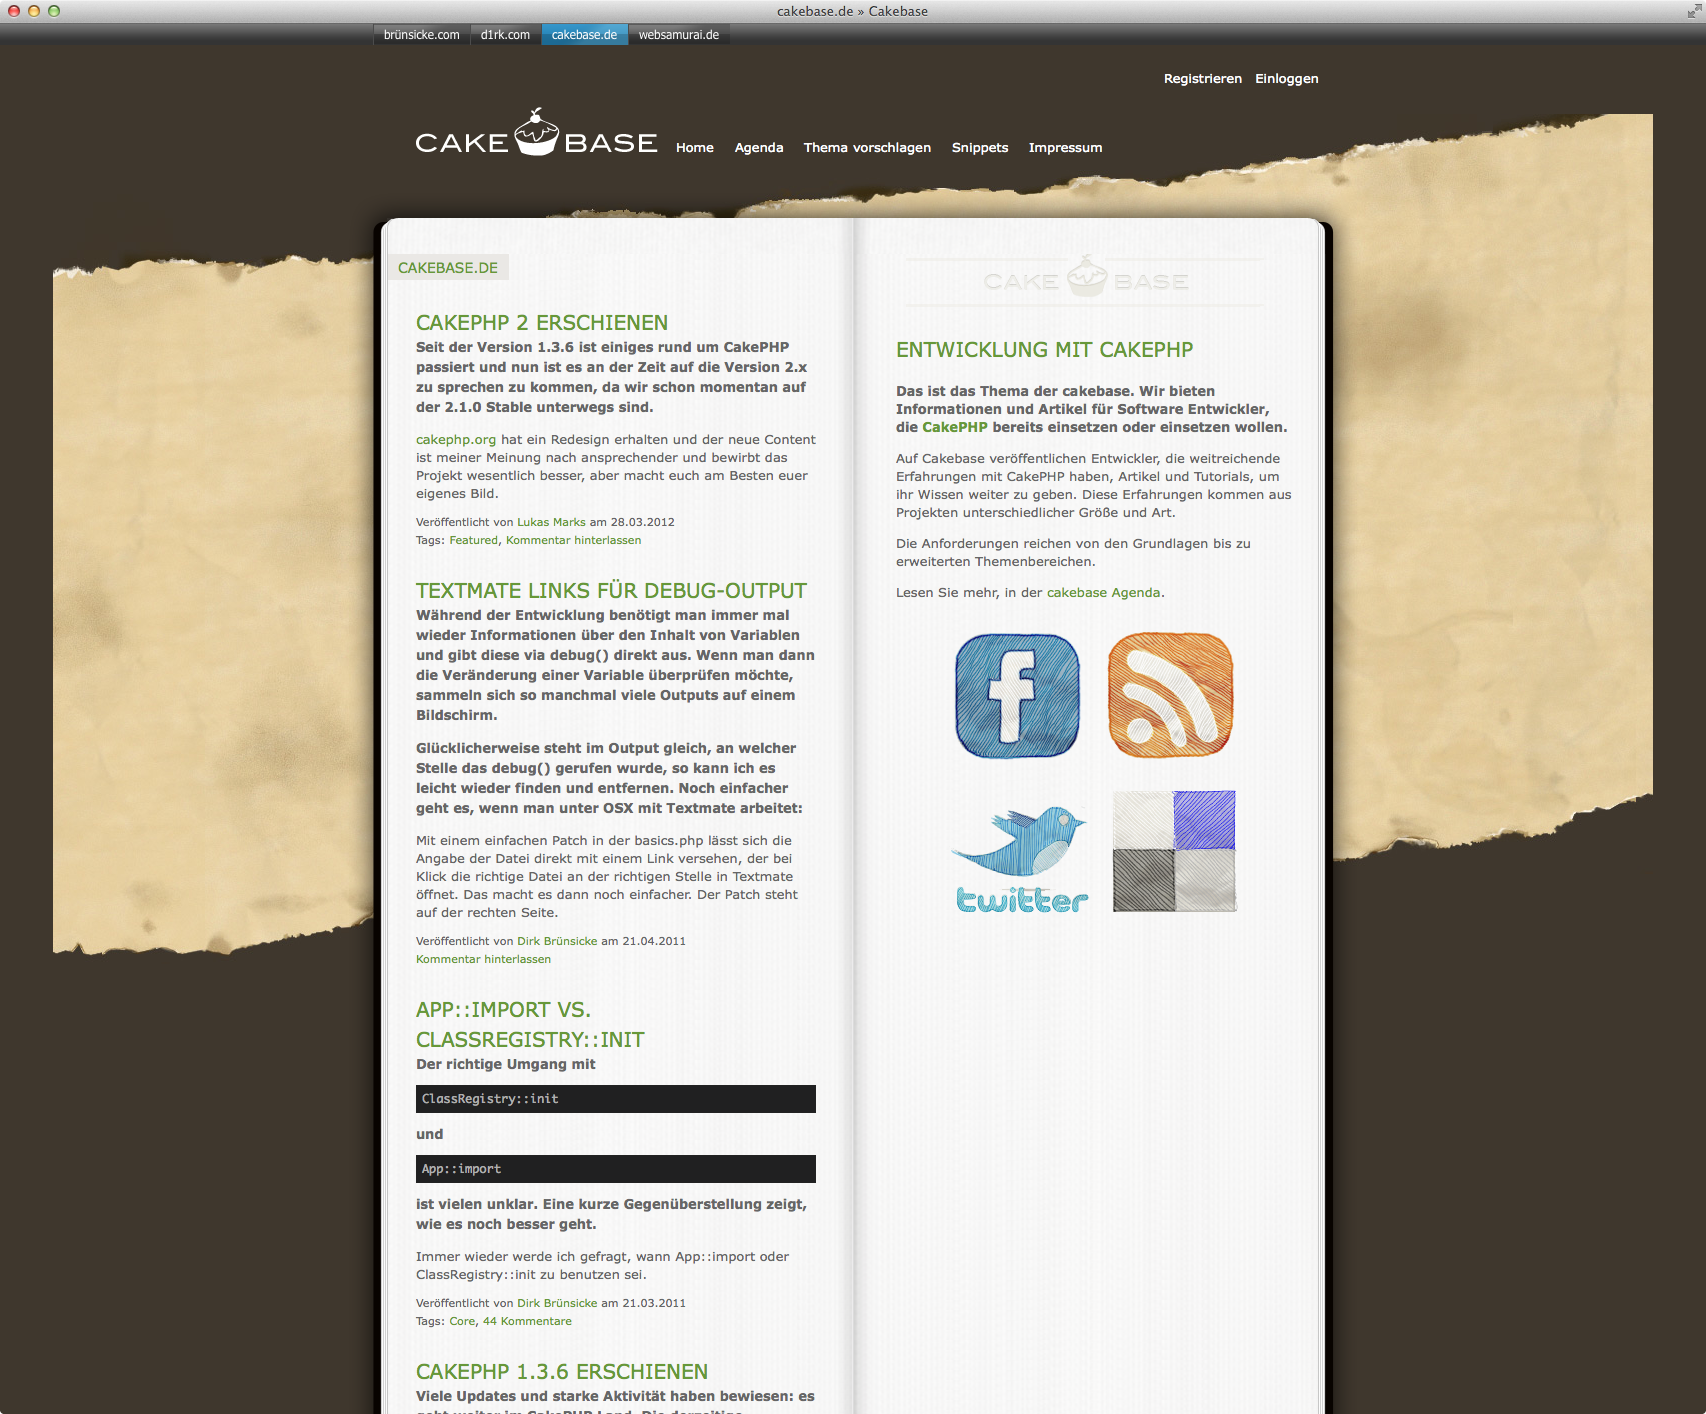 cakebase.de » Cakebase
brünsicke.com d1rk.com cakebase.de websamurai.de
Registrieren Einloggen
CAKE BASE
Home Agenda Thema vorschlagen Snippets Impressum
CAKEBASE.DE
CAKEPHP 2 ERSCHIENEN
Seit der Version 1.3.6 ist einiges rund um CakePHP
passiert und nun ist es an der Zeit auf die Version 2.x
zu sprechen zu kommen, da wir schon momentan auf
der 2.1.0 Stable unterwegs sind.
cakephp.org hat ein Redesign erhalten und der neue Content
ist meiner Meinung nach ansprechender und bewirbt das
Projekt wesentlich besser, aber macht euch am Besten euer
eigenes Bild.
Veröffentlicht von Lukas Marks am 28.03.2012
Tags: Featured, Kommentar hinterlassen
TEXTMATE LINKS FÜR DEBUG-OUTPUT
Während der Entwicklung benötigt man immer mal
wieder Informationen über den Inhalt von Variablen
und gibt diese via debug() direkt aus. Wenn man dann
die Veränderung einer Variable überprüfen möchte,
sammeln sich so manchmal viele Outputs auf einem
Bildschirm.
Glücklicherweise steht im Output gleich, an welcher
Stelle das debug() gerufen wurde, so kann ich es
leicht wieder finden und entfernen. Noch einfacher
geht es, wenn man unter OSX mit Textmate arbeitet:
Mit einem einfachen Patch in der basics.php lässt sich die
Angabe der Datei direkt mit einem Link versehen, der bei
Klick die richtige Datei an der richtigen Stelle in Textmate
öffnet. Das macht es dann noch einfacher. Der Patch steht
auf der rechten Seite.
Veröffentlicht von Dirk Brünsicke am 21.04.2011
Kommentar hinterlassen
APP::IMPORT VS.
CLASSREGISTRY::INIT
Der richtige Umgang mit
ClassRegistry::init
und
App::import
ist vielen unklar. Eine kurze Gegenüberstellung zeigt,
wie es noch besser geht.
Immer wieder werde ich gefragt, wann App::import oder
ClassRegistry::init zu benutzen sei.
Veröffentlicht von Dirk Brünsicke am 21.03.2011
Tags: Core, 44 Kommentare
CAKEPHP 1.3.6 ERSCHIENEN
Viele Updates und starke Aktivität haben bewiesen: es
geht weiter im CakePHP Land. Die derzeitige
CAKE BASE
ENTWICKLUNG MIT CAKEPHP
Das ist das Thema der cakebase. Wir bieten
Informationen und Artikel für Software Entwickler,
die CakePHP bereits einsetzen oder einsetzen wollen.
Auf Cakebase veröffentlichen Entwickler, die weitreichende
Erfahrungen mit CakePHP haben, Artikel und Tutorials, um
ihr Wissen weiter zu geben. Diese Erfahrungen kommen aus
Projekten unterschiedlicher Größe und Art.
Die Anforderungen reichen von den Grundlagen bis zu
erweiterten Themenbereichen.
Lesen Sie mehr, in der cakebase Agenda.
f
twitter